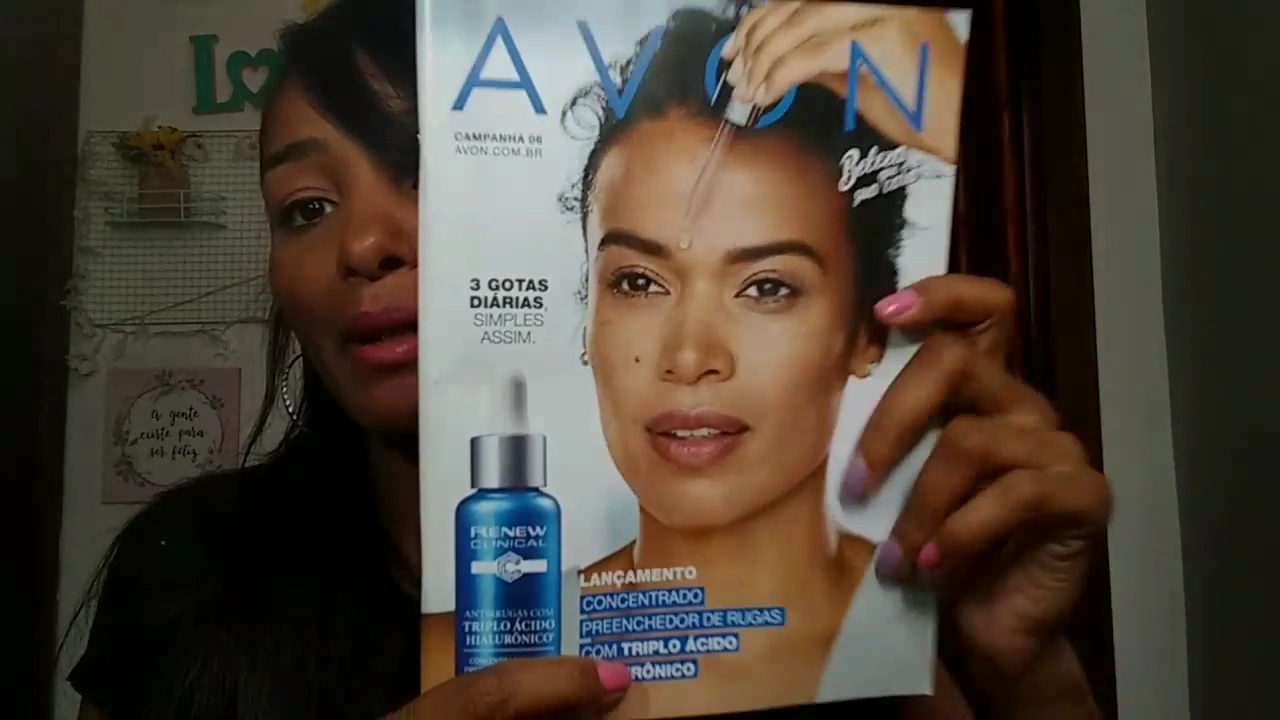 AVON
CAMPANHA 06
AVON.COM.BR
3 GOTAS
DIÁRIAS,
SIMPLES
ASSIM.
RENEW
CLINICAL
ANTIRRUGAS COM
TRIPLO ÁCIDO
HIALURÔNICO
LANÇAMENTO
CONCENTRADO
PREENCHEDOR DE RUGAS
COM TRIPLO ÁCIDO
RÔNICO
A gente
existe para
ser feliz